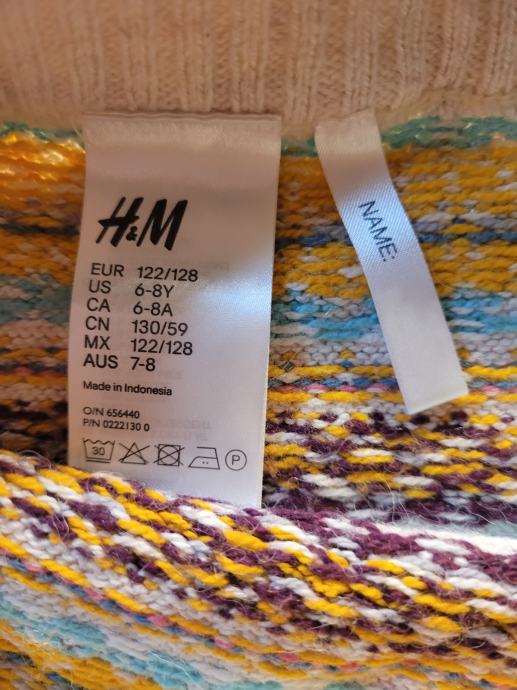 H&M
EUR 122/128
US 6-8Y
CA 6-8A
CN 130/59
MX 122/128
AUS 7-8
Made in Indonesia
O/N 656440
P/N 0222130 0
30 P
NAME: